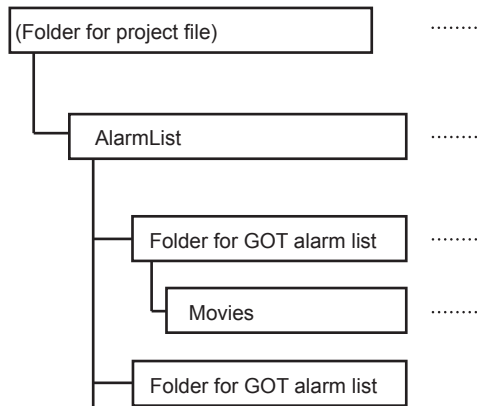 (Folder for project file) ........
AlarmList ........
Folder for GOT alarm list ........
Movies ........
Folder for GOT alarm list